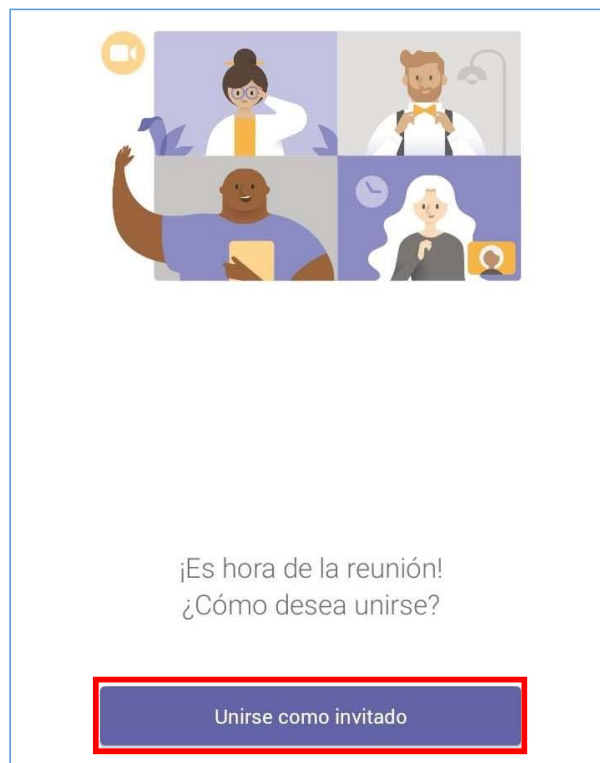 ¡Es hora de la reunión!
¿Cómo desea unirse?
Unirse como invitado